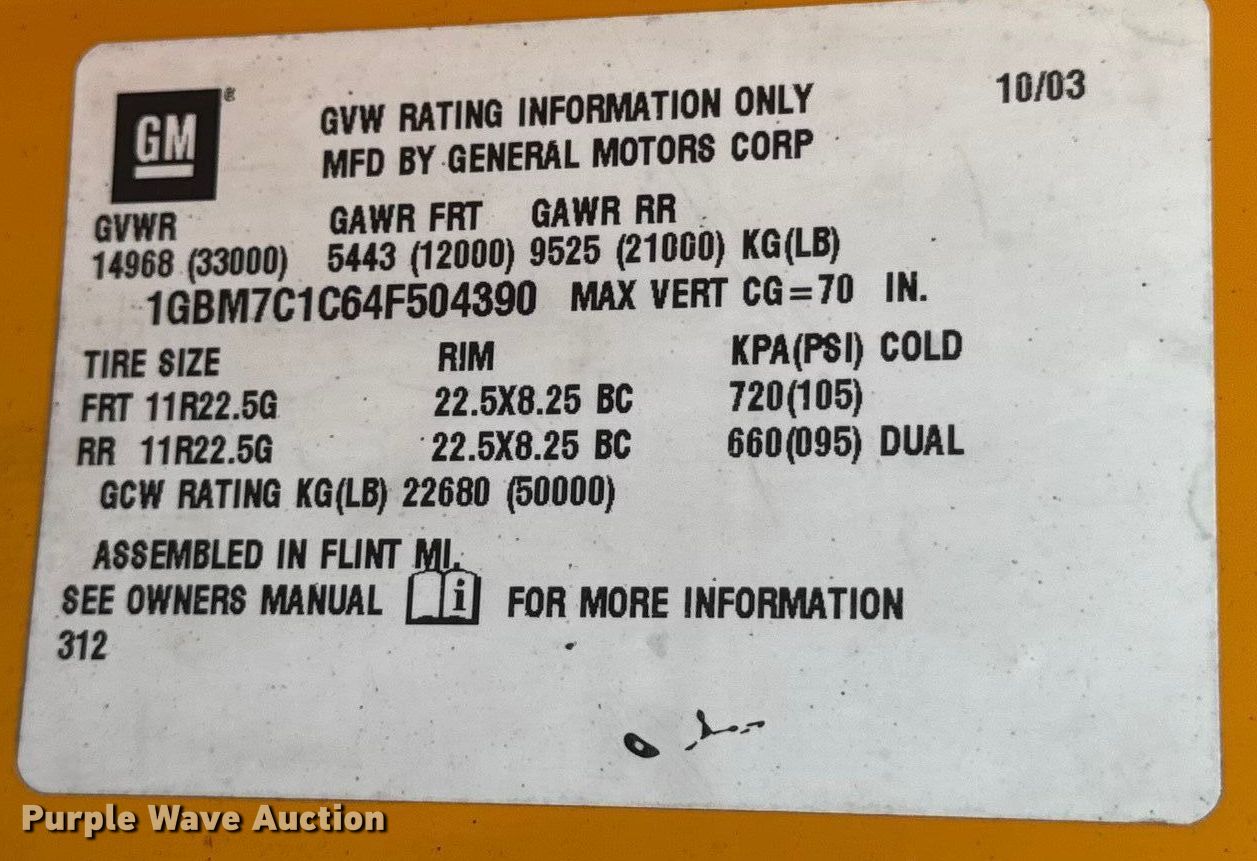 GM®
GVW RATING INFORMATION ONLY 10/03
MFD BY GENERAL MOTORS CORP
GVWR GAWR FRT GAWR RR
14968 (33000) 5443 (12000) 9525 (21000) KG(LB)
1GBM7C1C64F504390 MAX VERT CG=70 IN.
TIRE SIZE RIM KPA(PSI) COLD
FRT 11R22.5G 22.5X8.25 BC 720(105)
RR 11R22.5G 22.5X8.25 BC 660(095) DUAL
GCW RATING KG(LB) 22680 (50000)
ASSEMBLED IN FLINT MI.
SEE OWNERS MANUAL i FOR MORE INFORMATION
312
Purple Wave Auction